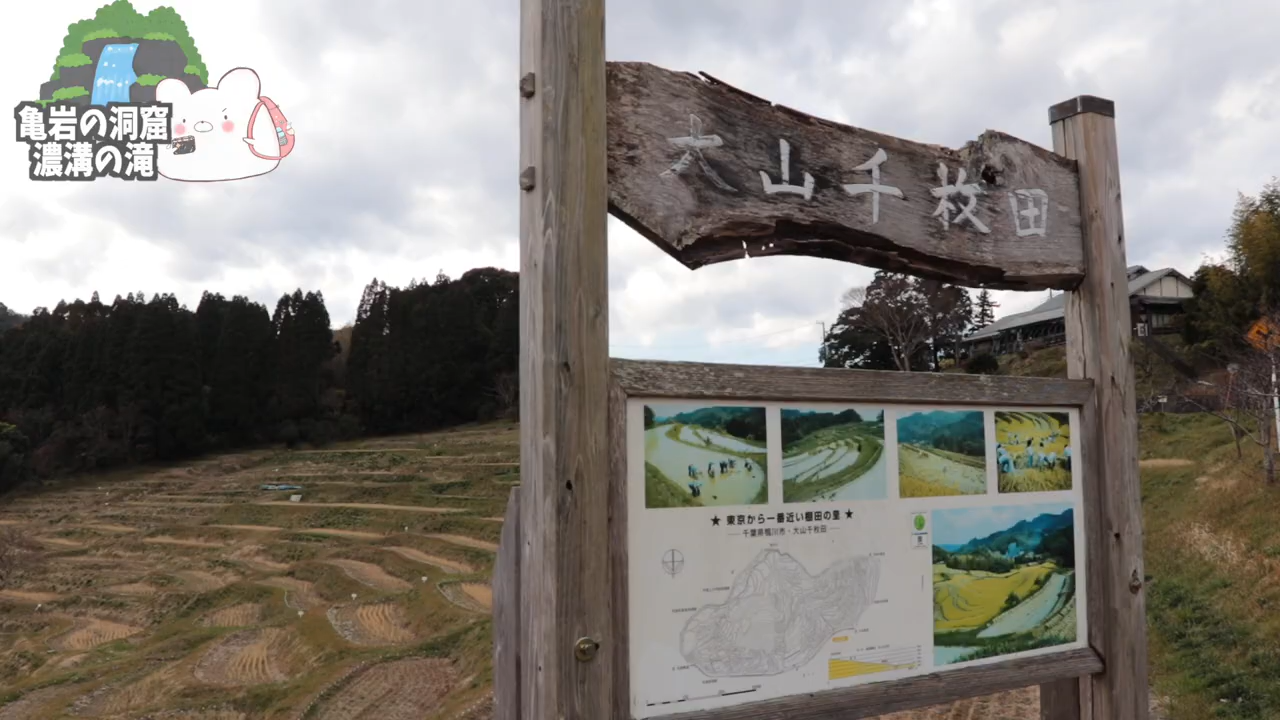 亀岩の洞窟
濃溝の滝
大山千枚田
★ 東京から一番近い棚田の里 ★
千葉県鴨川市・大山千枚田